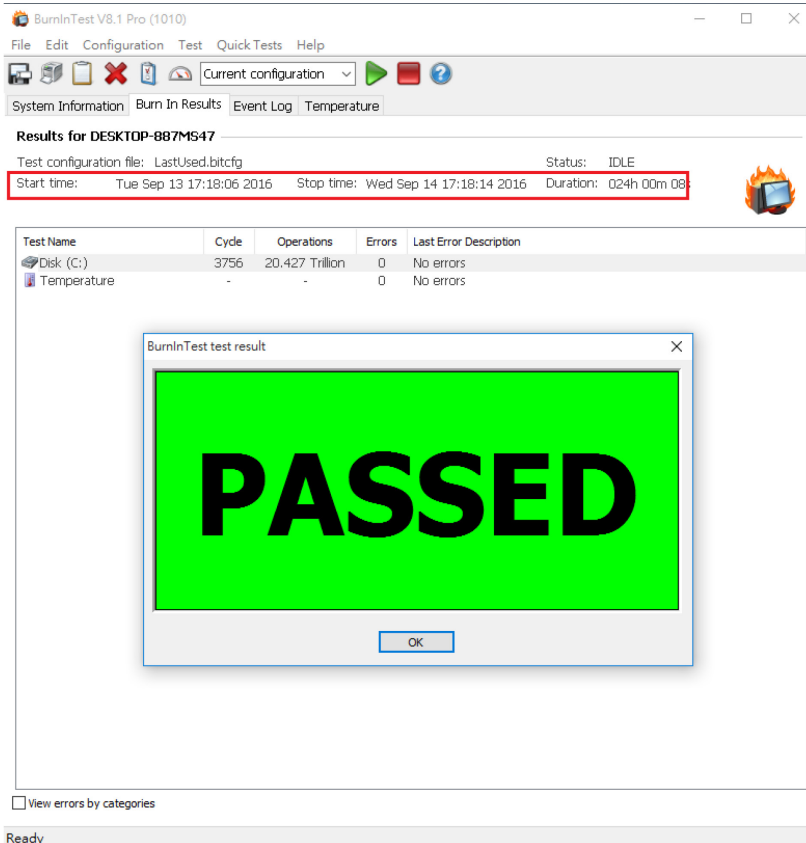 BurnInTest V8.1 Pro (1010)
File Edit Configuration Test Quick Tests Help
Current configuration
System Information Burn In Results Event Log Temperature
Results for DESKTOP-887MS47
Test configuration file: LastUsed.bitcfg Status: IDLE
Start time: Tue Sep 13 17:18:06 2016 Stop time: Wed Sep 14 17:18:14 2016 Duration: 024h 00m 08s
Test Name Cycle Operations Errors Last Error Description
Disk (C:) 3756 20.427 Trillion 0 No errors
Temperature - - 0 No errors
BurnInTest test result
PASSED
OK
View errors by categories
Ready